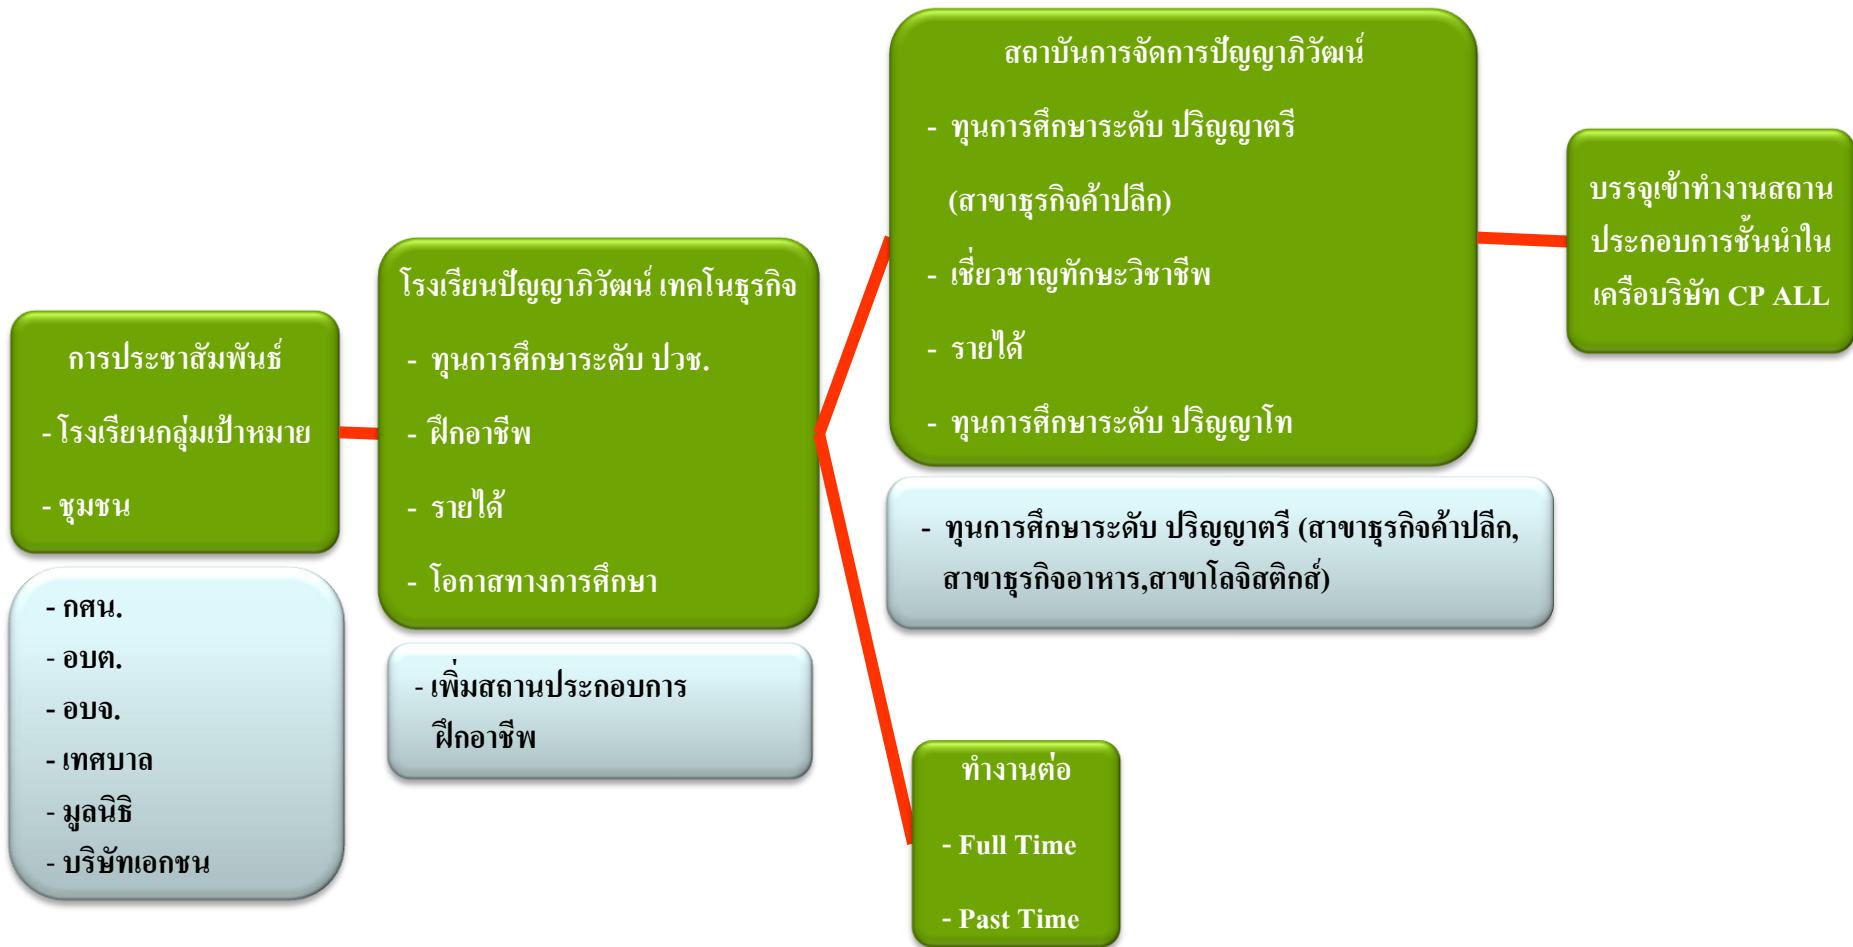 การประชาสัมพันธ์
- โรงเรียนกลุ่มเป้าหมาย
- ชุมชน
- กศน.
- อบต.
- อบจ.
- เทศบาล
- มูลนิธิ
- บริษัทเอกชน
โรงเรียนปัญญาภิวัฒน์ เทคโนธุรกิจ
- ทุนการศึกษาระดับ ปวช.
- ฝึกอาชีพ
- รายได้
- โอกาสทางการศึกษา
- เพิ่มสถานประกอบการ
ฝึกอาชีพ
สถาบันการจัดการปัญญาภิวัฒน์
- ทุนการศึกษาระดับ ปริญญาตรี
(สาขาธุรกิจค้าปลีก)
- เชี่ยวชาญทักษะวิชาชีพ
- รายได้
- ทุนการศึกษาระดับ ปริญญาโท
- ทุนการศึกษาระดับ ปริญญาตรี (สาขาธุรกิจค้าปลีก,
สาขาธุรกิจอาหาร,สาขาโลจิสติกส์)
ทำงานต่อ
- Full Time
- Past Time
บรรจุเข้าทำงานสถาน
ประกอบการชั้นนำใน
เครือบริษัท CP ALL